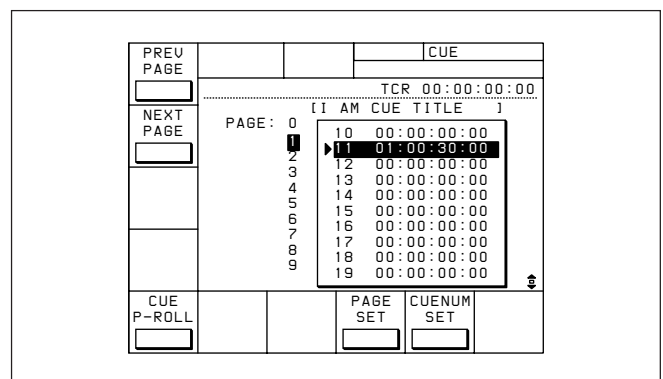 PREV PAGE
CUE
TCR 00:00:00:00
[I AM CUE TITLE ]
NEXT PAGE
PAGE: 0
1
2
3
4
5
6
7
8
9
10 00:00:00:00
11 01:00:30:00
12 00:00:00:00
13 00:00:00:00
14 00:00:00:00
15 00:00:00:00
16 00:00:00:00
17 00:00:00:00
18 00:00:00:00
19 00:00:00:00
CUE P-ROLL
PAGE SET
CUENUM SET